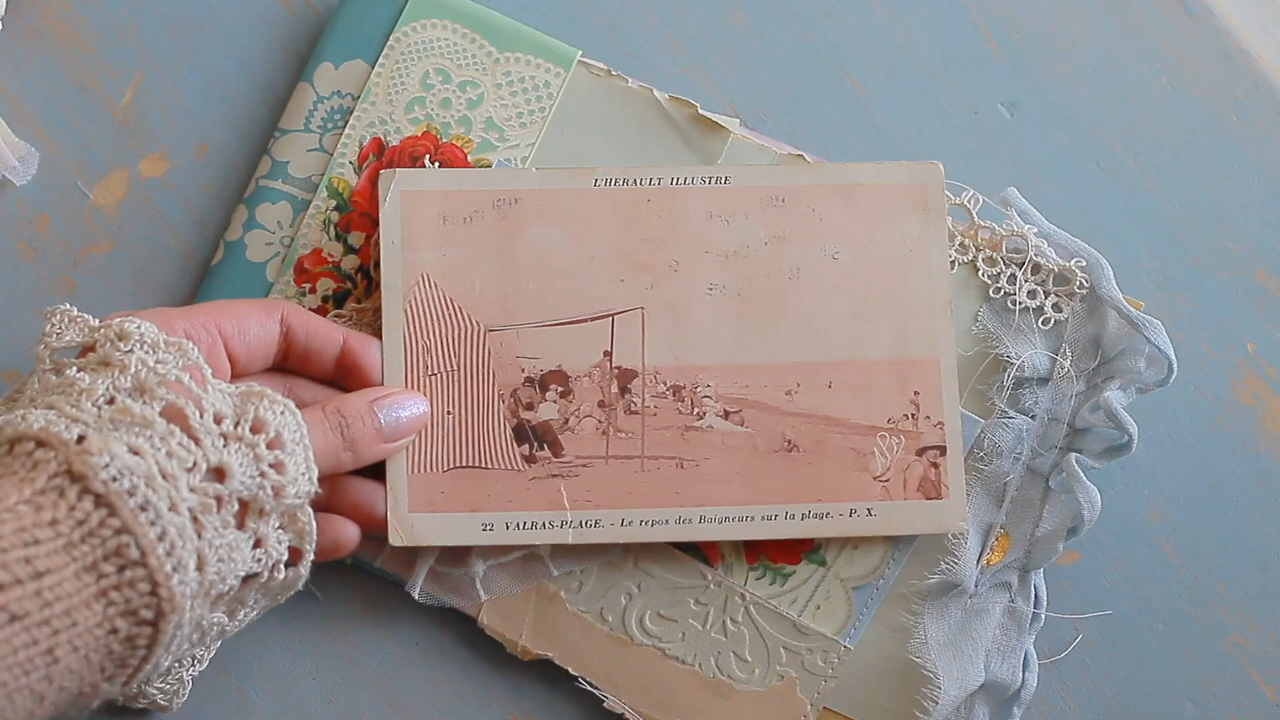 L'HERAULT ILLUSTRE
22 VALRAS-PLAGE. - Le repos des Baigneurs sur la plage. - P. X.